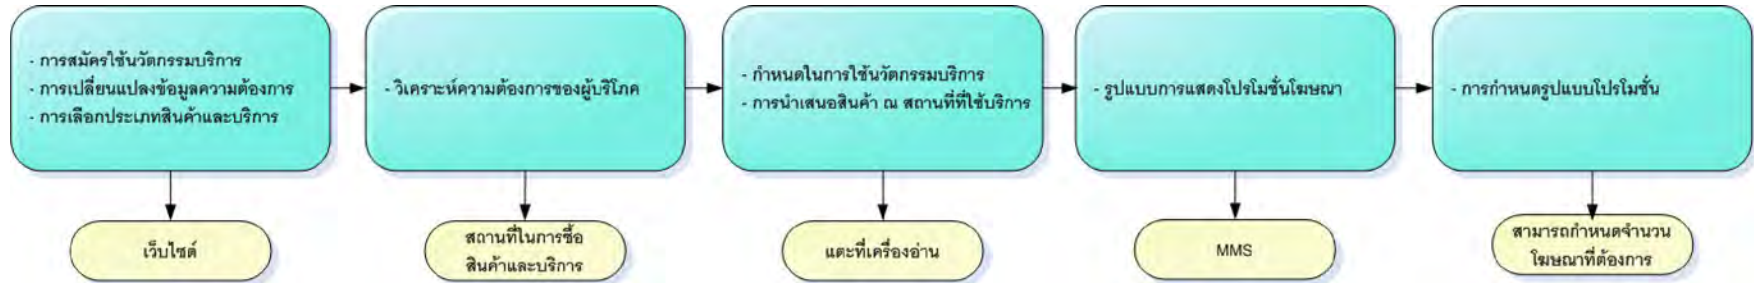 - การสมัครใช้นวัตกรรมบริการ
- การเปลี่ยนแปลงข้อมูลความต้องการ
- การเลือกประเภทสินค้าและบริการ
- วิเคราะห์ความต้องการของผู้บริโภค
- กำหนดในการใช้นวัตกรรมบริการ
- การนำเสนอสินค้า ณ สถานที่ที่ใช้บริการ
- รูปแบบการแสดงโปรโมชั่นโฆษณา
- การกำหนดรูปแบบโปรโมชั่น
เว็บไซต์
สถานที่ในการซื้อ
สินค้าและบริการ
แตะที่เครื่องอ่าน
MMS
สามารถกำหนดจำนวน
โฆษณาที่ต้องการ